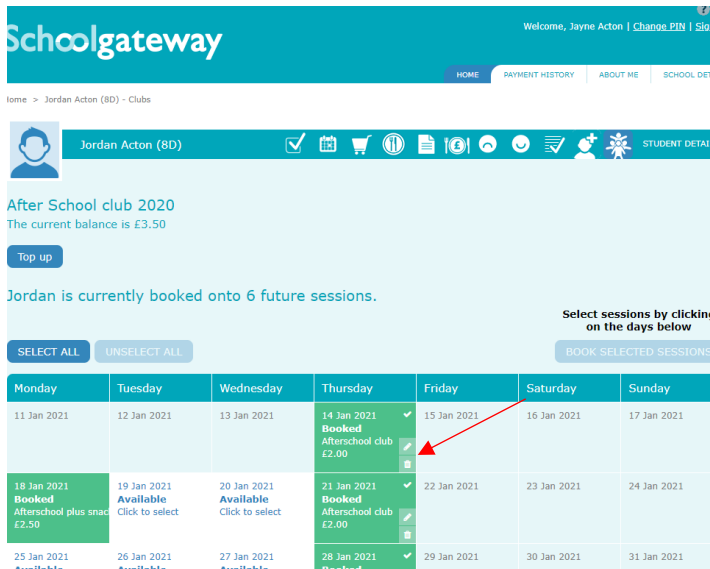 ?
Schoolgateway
Welcome, Jayne Acton | Change PIN | Sig
HOME PAYMENT HISTORY ABOUT ME SCHOOL DET
Home > Jordan Acton (8D) - Clubs
Jordan Acton (8D) STUDENT DETAI
After School club 2020
The current balance is £3.50
Top up
Jordan is currently booked onto 6 future sessions.
Select sessions by clicking
on the days below
SELECT ALL UNSELECT ALL BOOK SELECTED SESSIONS
Monday Tuesday Wednesday Thursday Friday Saturday Sunday
11 Jan 2021 12 Jan 2021 13 Jan 2021 14 Jan 2021 15 Jan 2021 16 Jan 2021 17 Jan 2021
Booked
Afterschool club
£2.00
18 Jan 2021 19 Jan 2021 20 Jan 2021 21 Jan 2021 22 Jan 2021 23 Jan 2021 24 Jan 2021
Booked Available Available Booked
Afterschool plus snac Click to select Click to select Afterschool club
£2.50 £2.00
25 Jan 2021 26 Jan 2021 27 Jan 2021 28 Jan 2021 29 Jan 2021 30 Jan 2021 31 Jan 2021
Available Available Available Booked